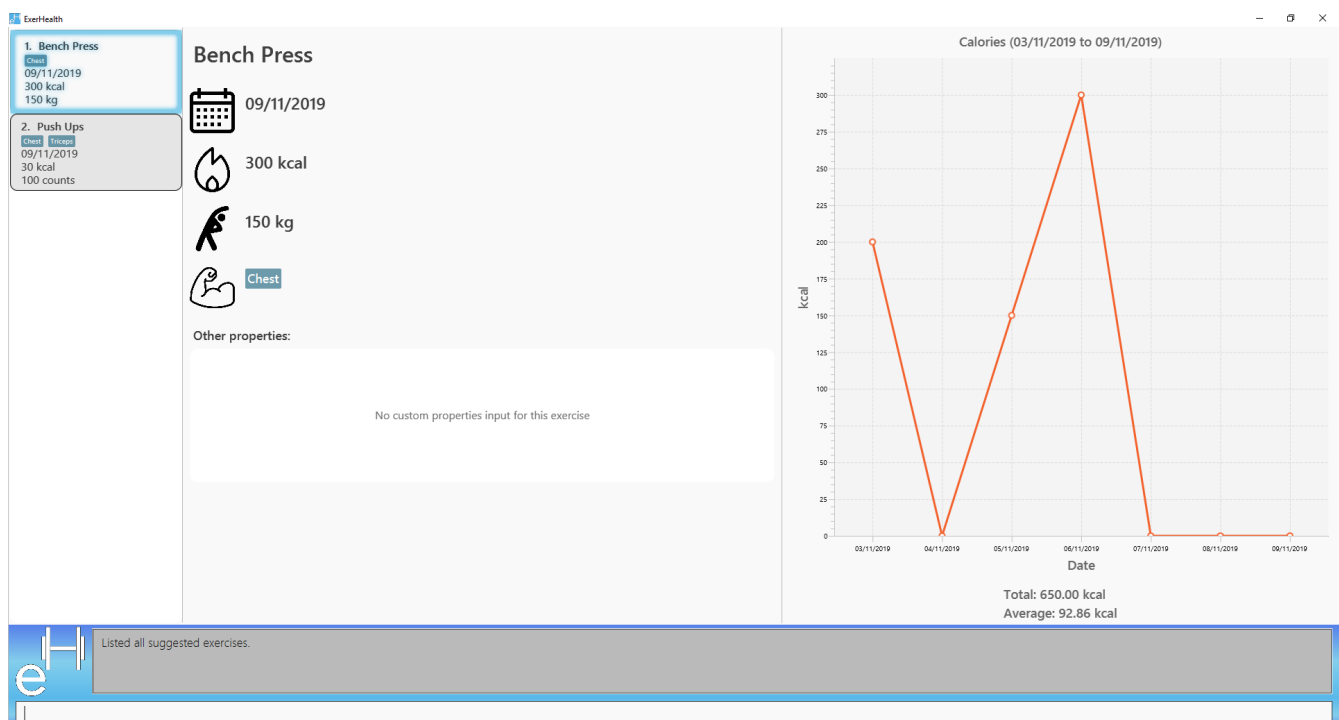 ExerHealth
1. Bench Press
Chest
09/11/2019
300 kcal
150 kg
2. Push Ups
Chest Triceps
09/11/2019
30 kcal
100 counts
Bench Press
09/11/2019
300 kcal
150 kg
Chest
Other properties:
No custom properties input for this exercise
Calories (03/11/2019 to 09/11/2019)
kcal
300
275
250
225
200
175
150
125
100
75
50
25
0
03/11/2019 04/11/2019 05/11/2019 06/11/2019 07/11/2019 08/11/2019 09/11/2019
Date
Total: 650.00 kcal
Average: 92.86 kcal
eH
Listed all suggested exercises.